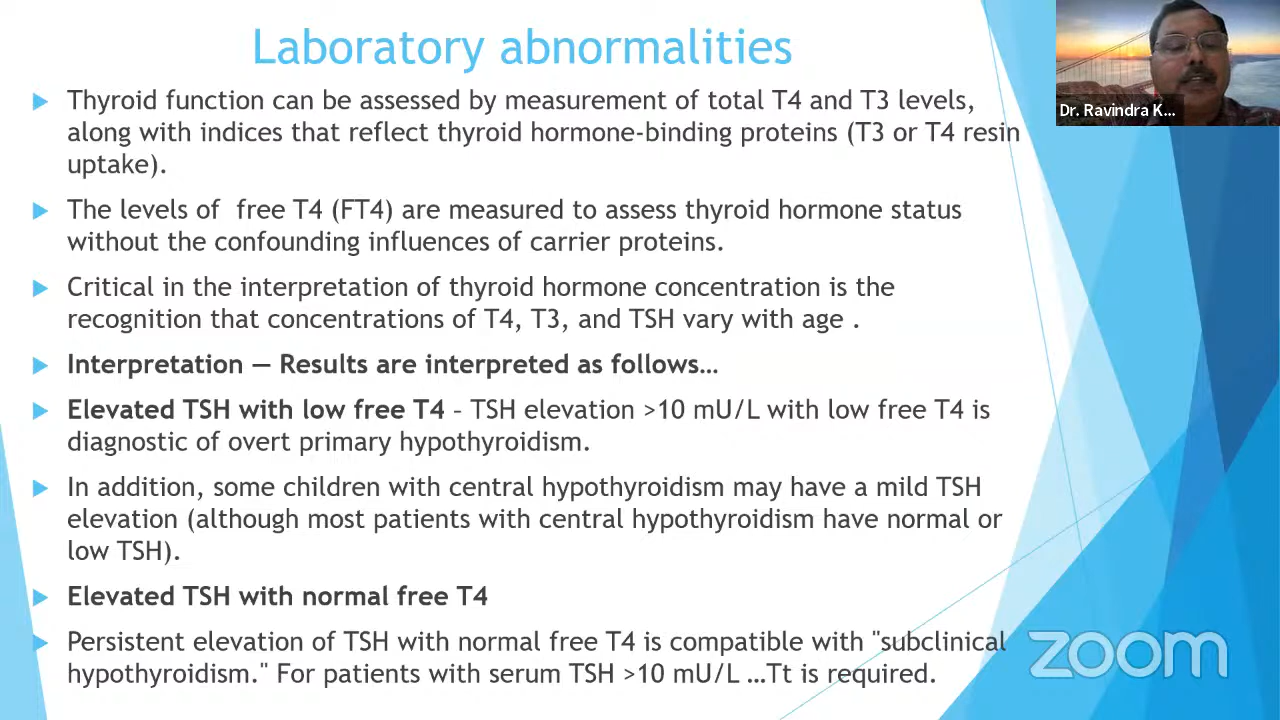 Laboratory abnormalities
Thyroid function can be assessed by measurement of total T4 and T3 levels,
along with indices that reflect thyroid hormone-binding proteins (T3 or T4 resin
uptake).
The levels of  free T4 (FT4) are measured to assess thyroid hormone status
without the confounding influences of carrier proteins.
Critical in the interpretation of thyroid hormone concentration is the
recognition that concentrations of T4, T3, and TSH vary with age .
Interpretation — Results are interpreted as follows…
Elevated TSH with low free T4 – TSH elevation >10 mU/L with low free T4 is
diagnostic of overt primary hypothyroidism.
In addition, some children with central hypothyroidism may have a mild TSH
elevation (although most patients with central hypothyroidism have normal or
low TSH).
Elevated TSH with normal free T4
Persistent elevation of TSH with normal free T4 is compatible with "subclinical
hypothyroidism." For patients with serum TSH >10 mU/L …Tt is required.
Dr. Ravindra K...
zoom